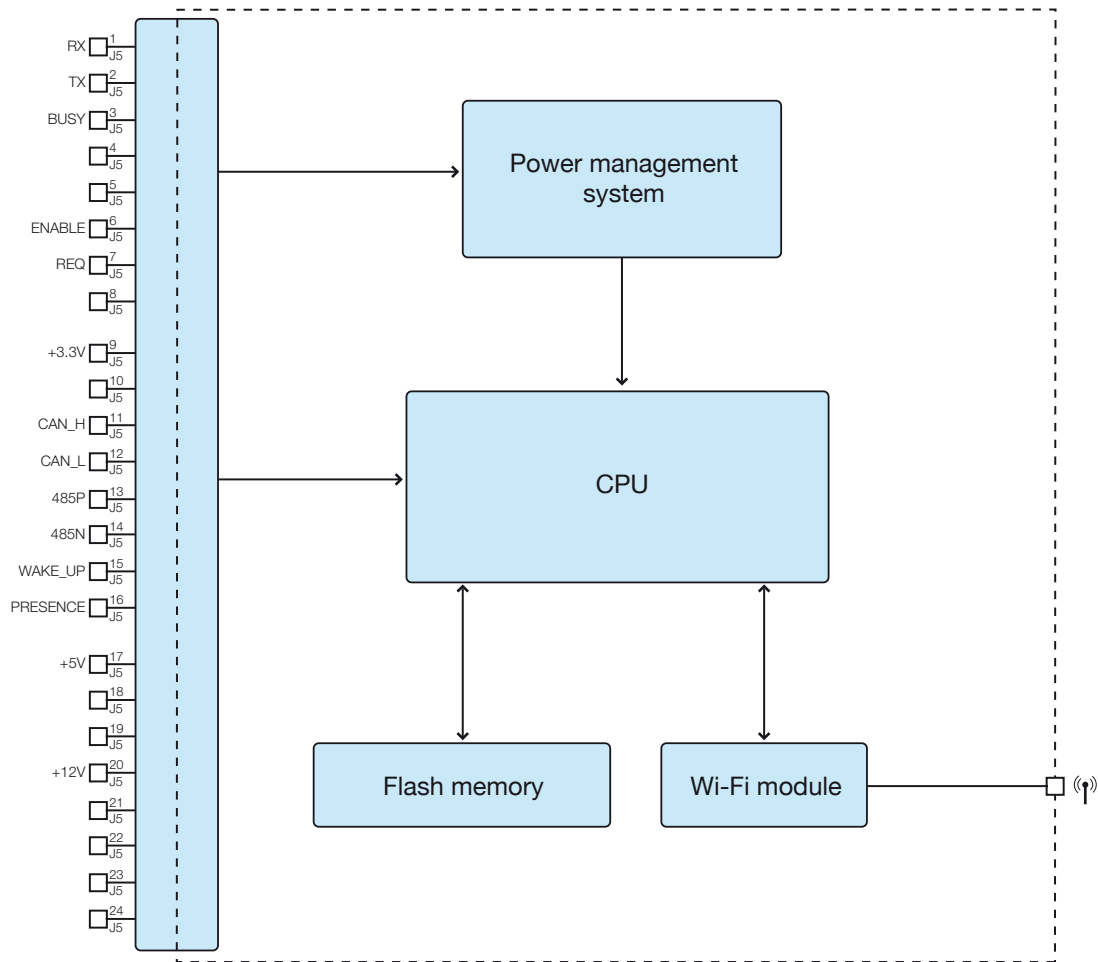 RX 1 J5
TX 2 J5
BUSY 3 J5
4 J5
5 J5
ENABLE 6 J5
REQ 7 J5
8 J5
+3.3V 9 J5
10 J5
CAN_H 11 J5
CAN_L 12 J5
485P 13 J5
485N 14 J5
WAKE_UP 15 J5
PRESENCE 16 J5
+5V 17 J5
18 J5
19 J5
+12V 20 J5
21 J5
22 J5
23 J5
24 J5
Power management
system
CPU
Flash memory
Wi-Fi module